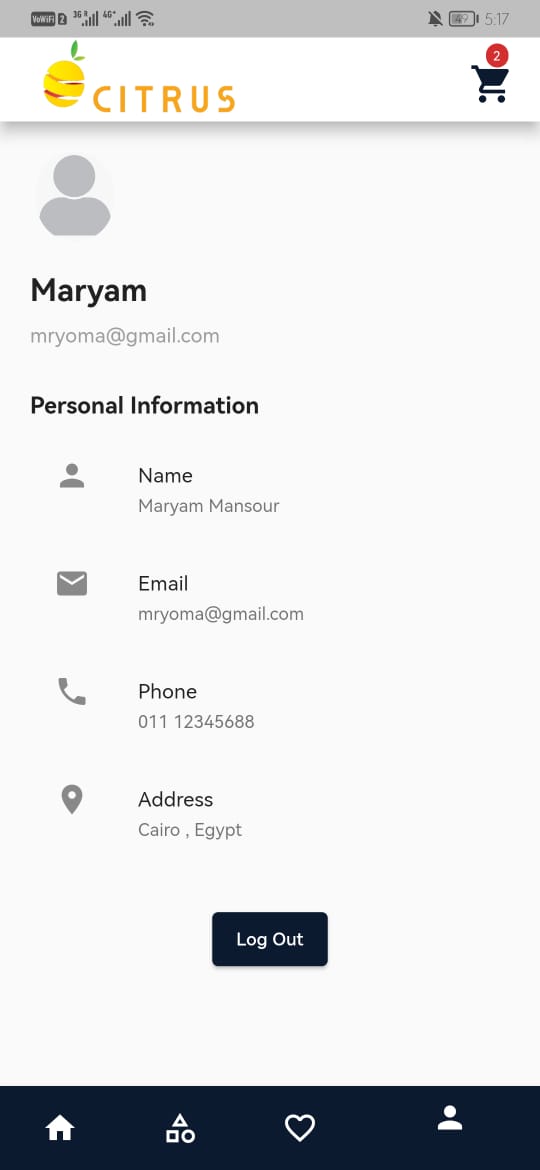 VoWiFi 2 3G R 4G+ 49 5:17
2
CITRUS
Maryam
mryoma@gmail.com
Personal Information
Name
Maryam Mansour
Email
mryoma@gmail.com
Phone
011 12345688
Address
Cairo , Egypt
Log Out